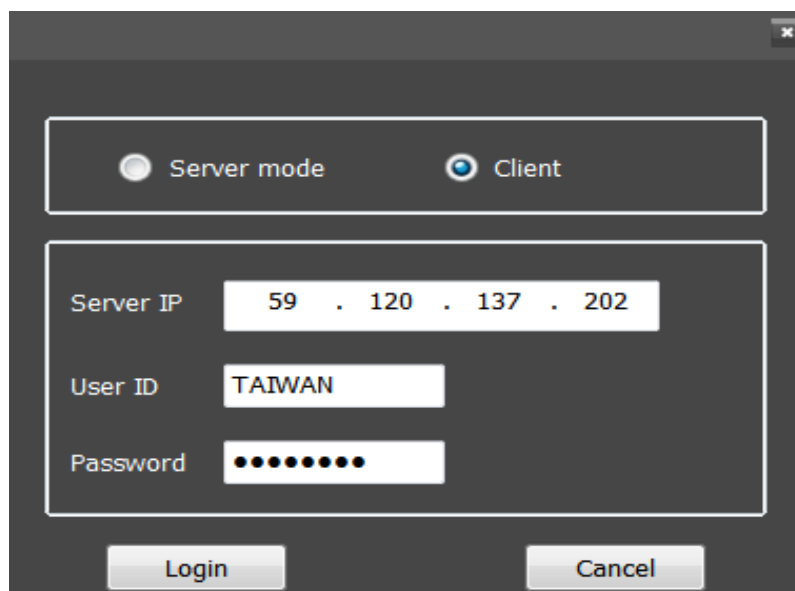 Server mode Client
Server IP 59 . 120 . 137 . 202
User ID TAIWAN
Password ●●●●●●●●
Login Cancel